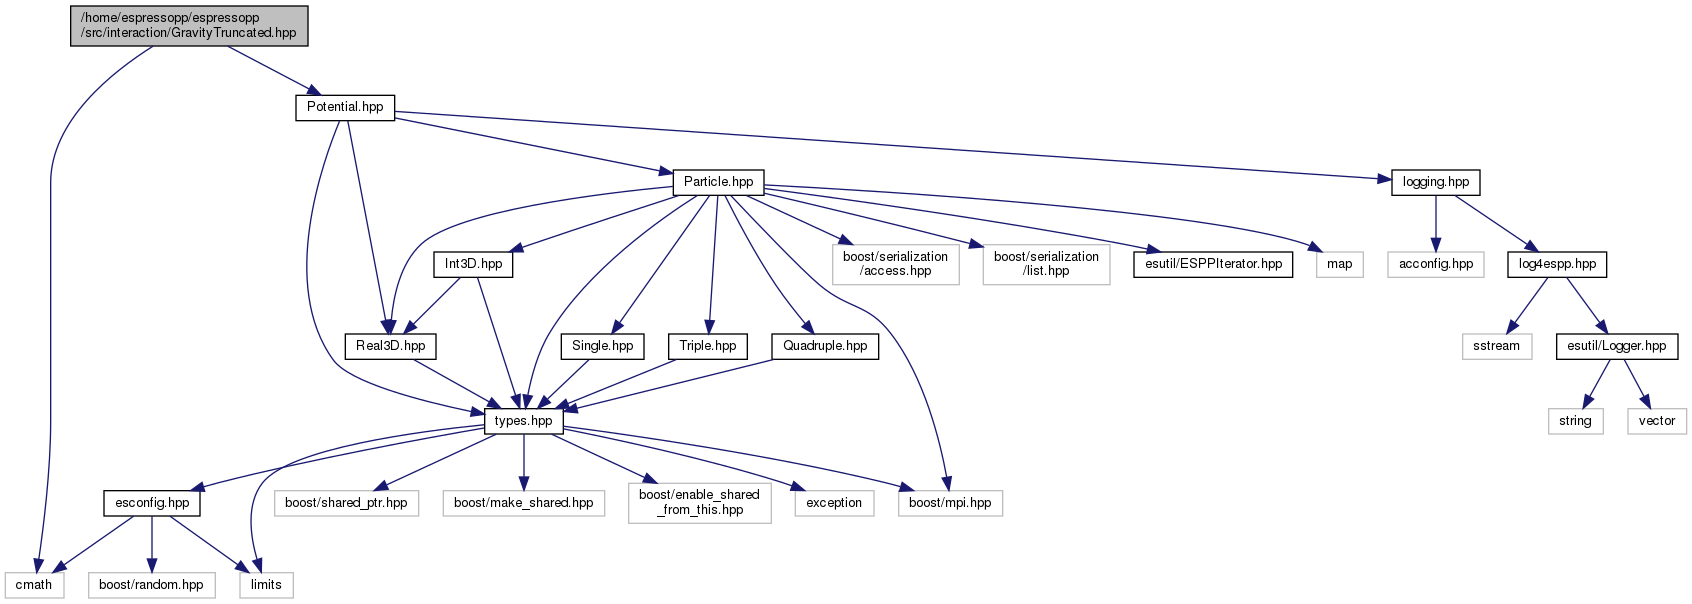 /home/espressopp/espressopp
/src/interaction/GravityTruncated.hpp
Potential.hpp
Particle.hpp
logging.hpp
Int3D.hpp
boost/serialization
/access.hpp
boost/serialization
/list.hpp
esutil/ESPPIterator.hpp
map
acconfig.hpp
log4espp.hpp
Real3D.hpp
Single.hpp
Triple.hpp
Quadruple.hpp
sstream
esutil/Logger.hpp
types.hpp
string
vector
esconfig.hpp
boost/shared_ptr.hpp
boost/make_shared.hpp
boost/enable_shared
_from_this.hpp
exception
boost/mpi.hpp
cmath
boost/random.hpp
limits